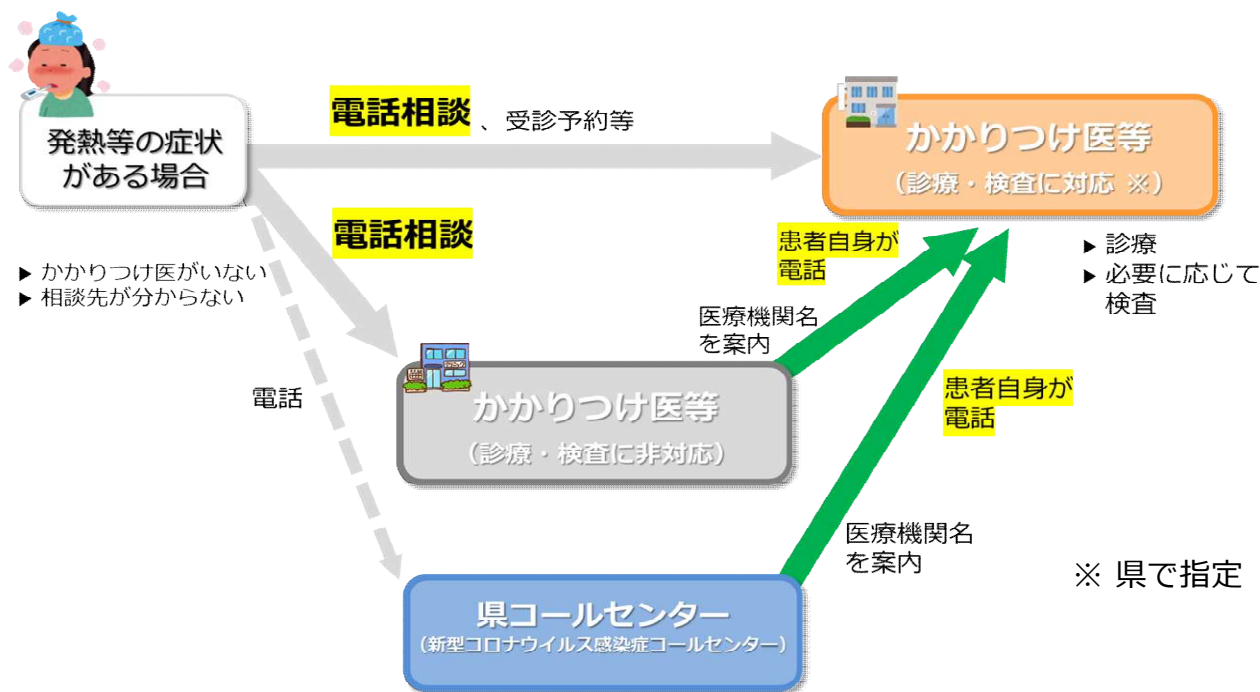 発熱等の症状
がある場合
電話相談 、受診予約等
かかりつけ医等
（診療・検査に対応 ※）
▶ 診療
▶ 必要に応じて
検査
▶ かかりつけ医がいない
▶ 相談先が分からない
電話相談
患者自身が
電話
医療機関名
を案内
かかりつけ医等
（診療・検査に非対応）
電話
患者自身が
電話
医療機関名
を案内
県コールセンター
（新型コロナウイルス感染症コールセンター）
※ 県で指定